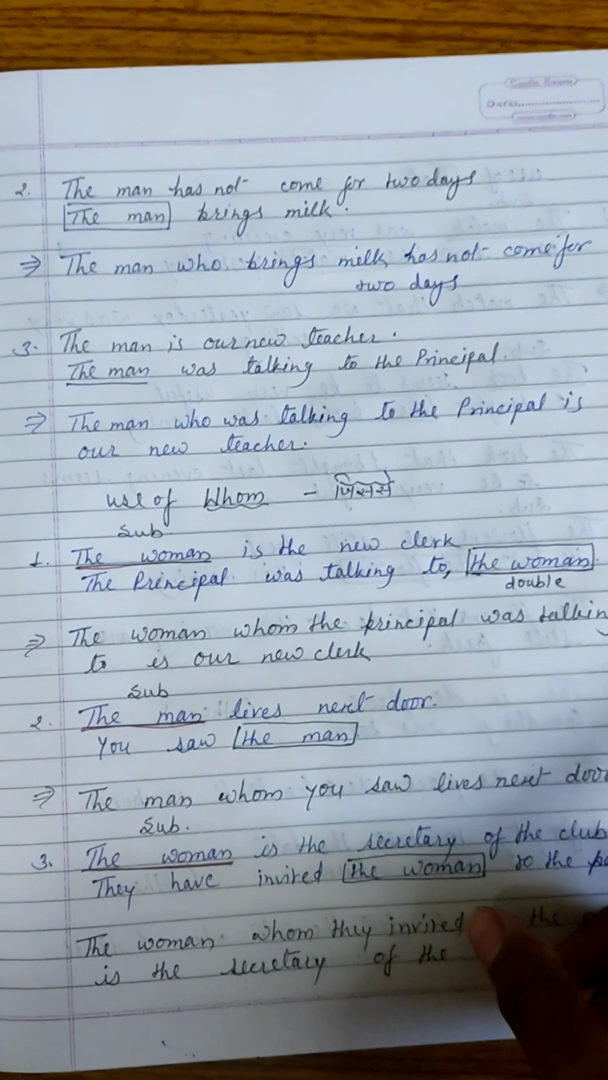 Date
2. The man has not come for two days
The man brings milk.
⇒ The man who brings milk has not come for
two days
3. The man is our new teacher.
The man was talking to the Principal.
⇒ The man who was talking to the Principal is
our new teacher.
use of Whom - जिससे
Sub
1. The woman is the new clerk
The Principal was talking to, the woman
double
⇒ The woman whom the principal was talkin
to is our new clerk
Sub
2. The man lives next door.
You saw the man
⇒ The man whom you saw lives next door
Sub.
3. The woman is the secretary of the club
They have invited the woman to the
The woman whom they invited the
is the secretary of the